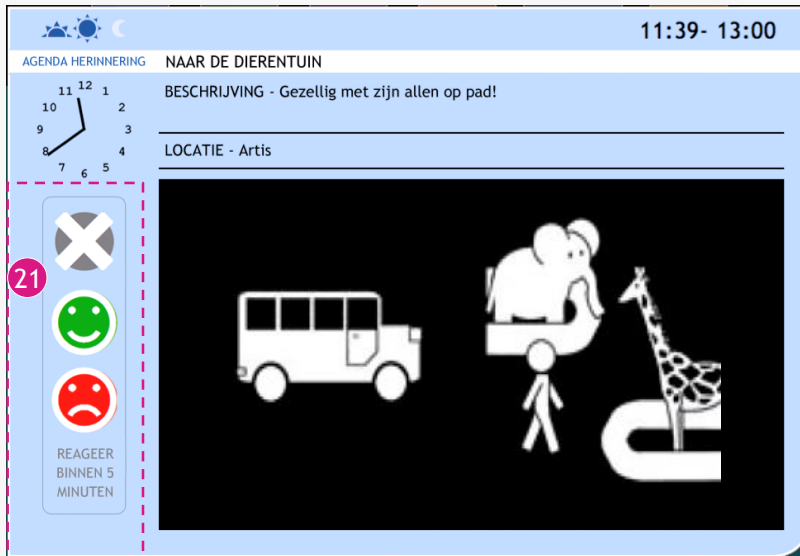 11:39- 13:00
AGENDA HERINNERING
NAAR DE DIERENTUIN
BESCHRIJVING - Gezellig met zijn allen op pad!
LOCATIE - Artis
12
11 1
10 2
9 3
8 4
7 5
6
21
REAGEER
BINNEN 5
MINUTEN